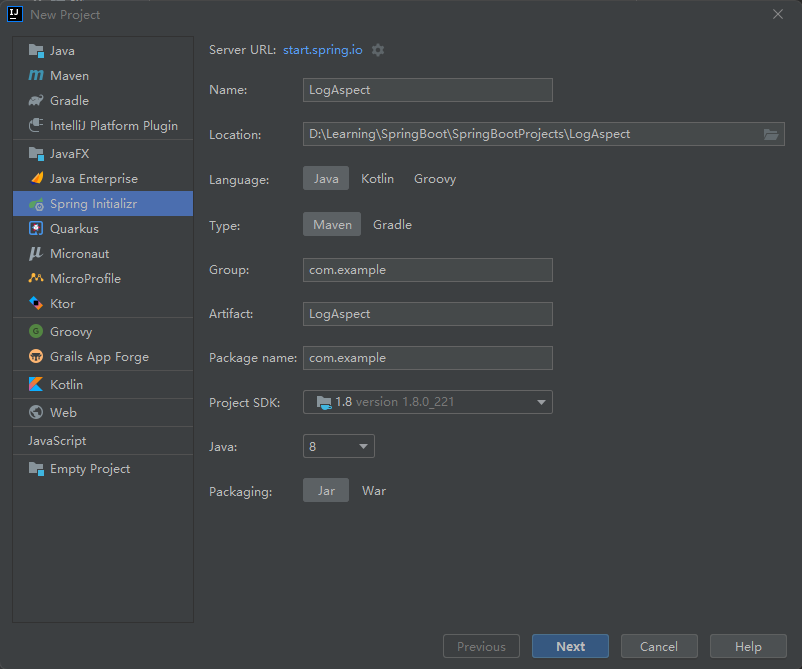 New Project
Java
Maven
Gradle
IntelliJ Platform Plugin
JavaFX
Java Enterprise
Spring Initializr
Quarkus
Micronaut
MicroProfile
Ktor
Groovy
Grails App Forge
Kotlin
Web
JavaScript
Empty Project
Server URL: start.spring.io
Name: LogAspect
Location: D:\Learning\SpringBoot\SpringBootProjects\LogAspect
Language: Java Kotlin Groovy
Type: Maven Gradle
Group: com.example
Artifact: LogAspect
Package name: com.example
Project SDK: 1.8 version 1.8.0_221
Java: 8
Packaging: Jar War
Previous Next Cancel Help